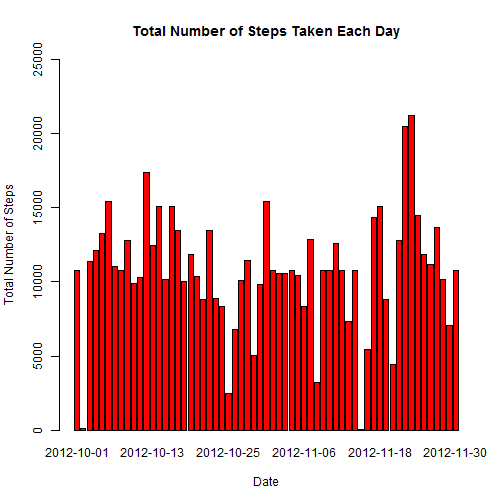 Total Number of Steps Taken Each Day
Total Number of Steps
25000
20000
15000
10000
5000
0
2012-10-01 2012-10-13 2012-10-25 2012-11-06 2012-11-18 2012-11-30
Date